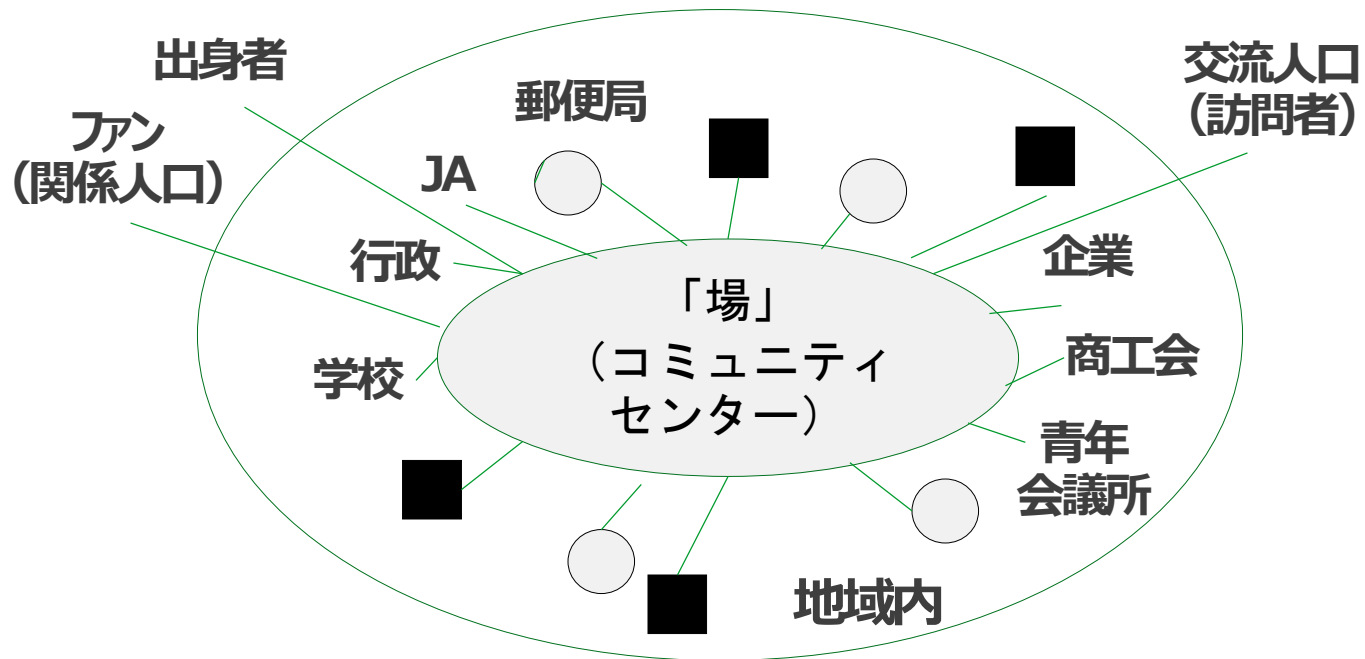 出身者
交流人口
（訪問者）
郵便局
ファン
（関係人口）
JA
行政
企業
「場」
（コミュニティ
センター）
学校
商工会
青年
会議所
地域内